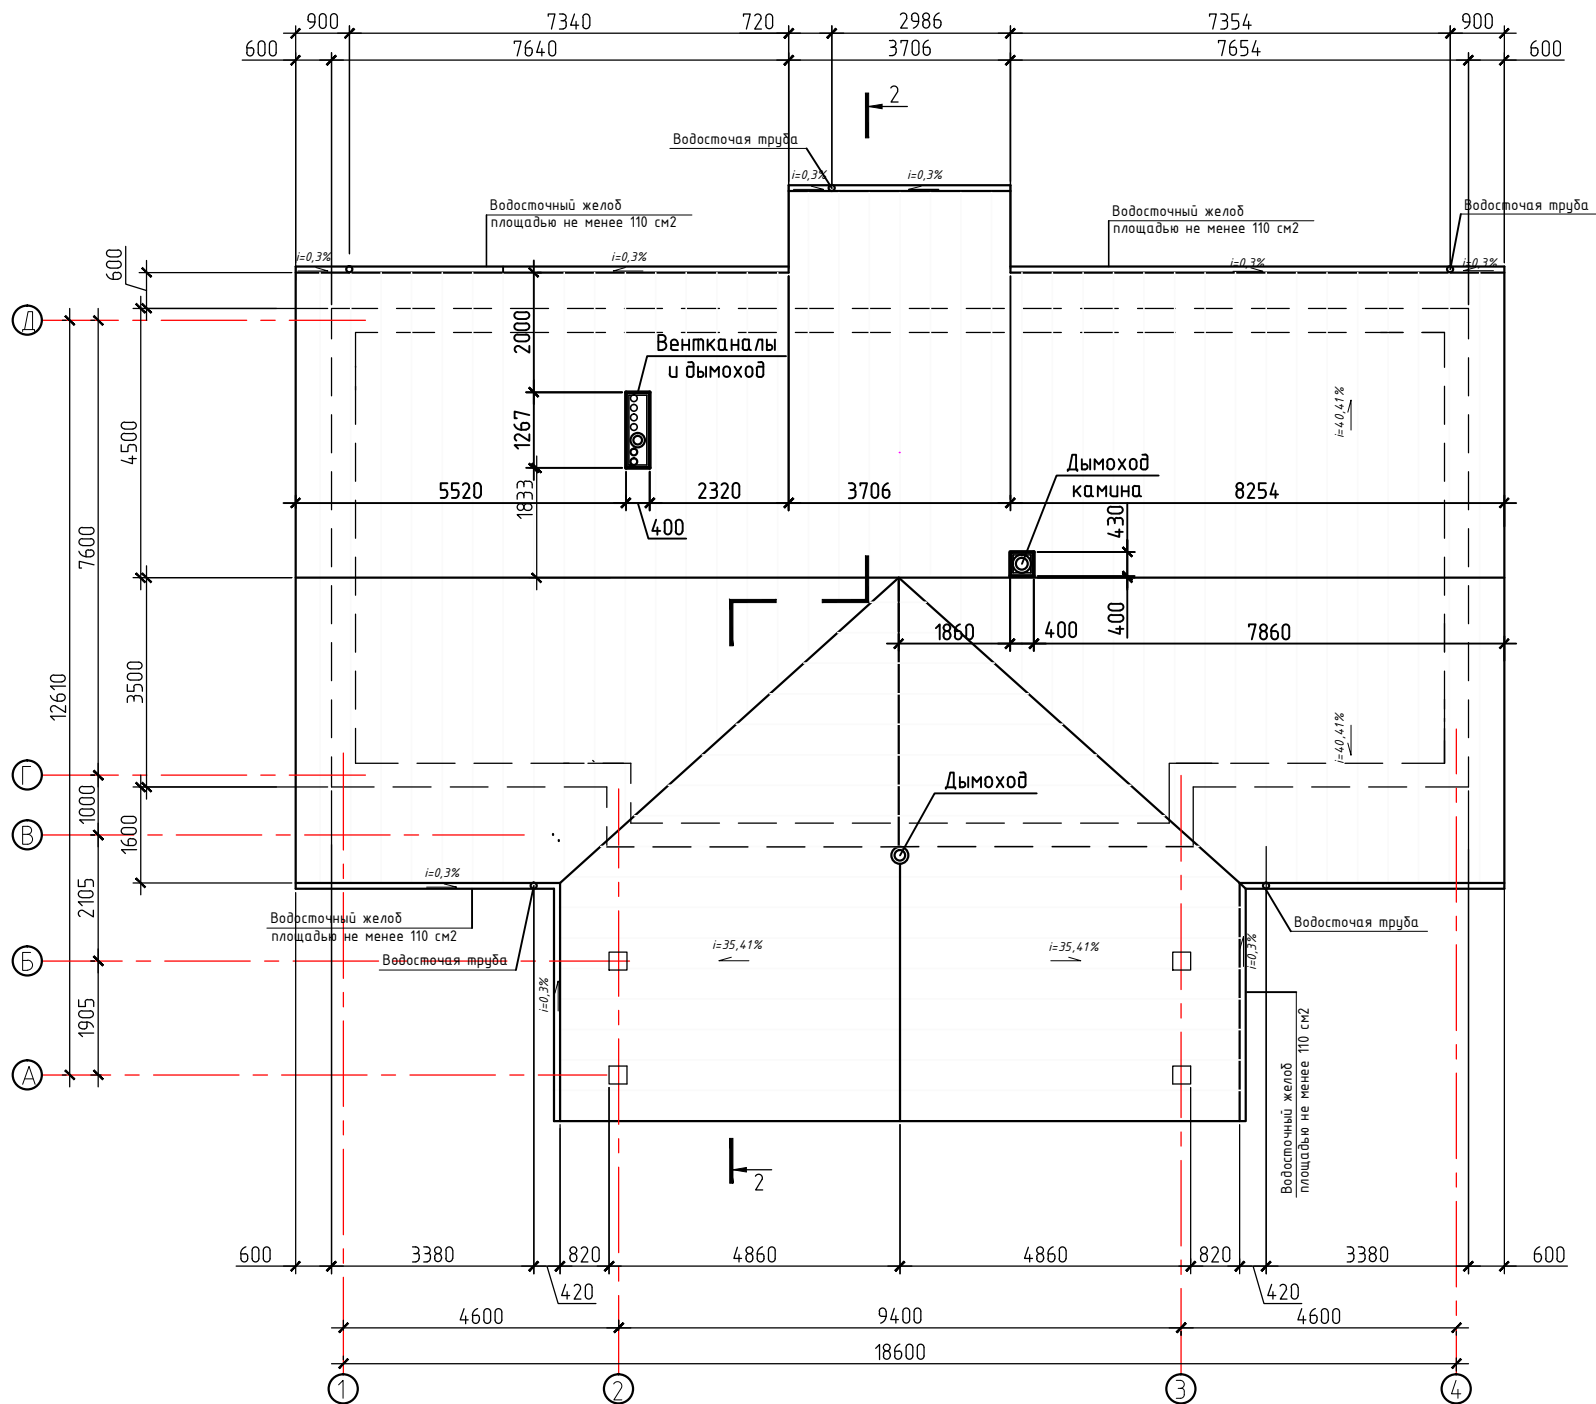 900
7340
720
2986
7354
900
600
7640
3706
7654
600
2
Водосточая труба
i=0,3%
i=0,3%
Водосточный желоб
площадью не менее 110 см2
Водосточный желоб
площадью не менее 110 см2
Водосточая труба
i=0,3%
i=0,3%
i=0,3%
i=0,3%
600
Д
2000
Вентканалы
и дымоход
4500
1267
i=40,41%
Дымоход
камина
5520
1833
2320
3706
8254
400
430
7600
400
1860
400
7860
12610
3500
i=40,41%
Г
Дымоход
1000
В
1600
i=0,3%
2105
Водосточный желоб
площадью не менее 110 см2
Водосточая труба
Водосточая труба
i=35,41%
i=35,41%
i=0,3%
Б
i=0,3%
1905
Водосточный желоб
площадью не менее 110 см2
А
2
600
3380
820
4860
4860
820
3380
600
420
420
4600
9400
4600
18600
1
2
3
4